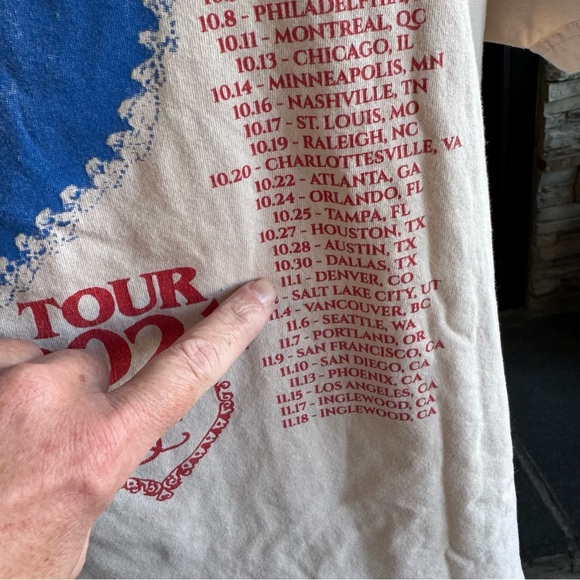 10.8 - PHILADELPHIA,
10.11 - MONTREAL, QC
10.13 - CHICAGO, IL
10.14 - MINNEAPOLIS, MN
10.16 - NASHVILLE, TN
10.17 - ST. LOUIS, MO
10.19 - RALEIGH, NC
10.20 - CHARLOTTESVILLE, VA
10.22 - ATLANTA, GA
10.24 - ORLANDO, FL
10.25 - TAMPA, FL
10.27 - HOUSTON, TX
10.28 - AUSTIN, TX
10.30 - DALLAS, TX
11.1 - DENVER, CO
- SALT LAKE CITY, UT
11.4 - VANCOUVER, BC
11.6 - SEATTLE, WA
11.7 - PORTLAND, OR
11.9 - SAN FRANCISCO, CA
11.10 - SAN DIEGO, CA
11.13 - PHOENIX, CA
11.15 - LOS ANGELES, CA
11.17 - INGLEWOOD, CA
11.18 - INGLEWOOD, CA
TOUR